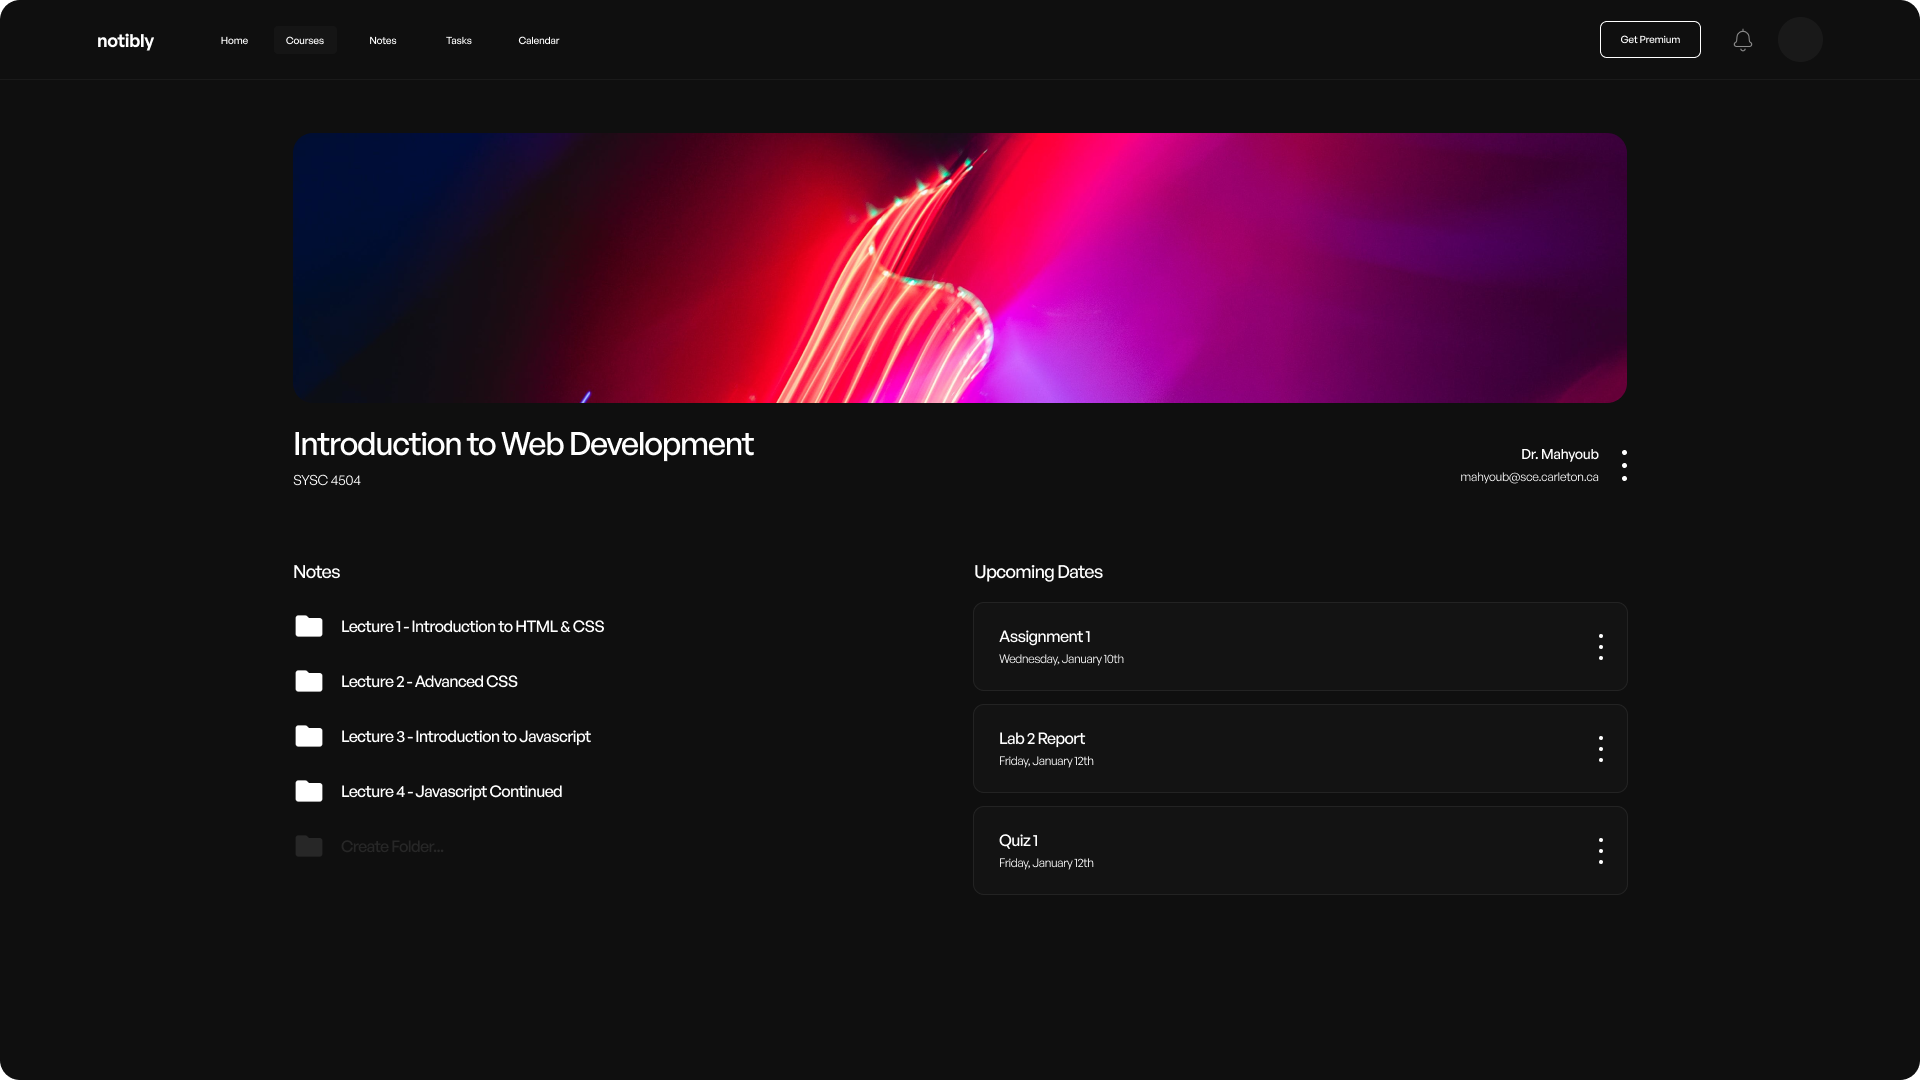 notibly
Home
Courses
Notes
Tasks
Calendar
Get Premium
Introduction to Web Development
SYSC 4504
Dr. Mahyoub
mahyoub@sce.carleton.ca
Notes
Lecture 1 - Introduction to HTML & CSS
Lecture 2 - Advanced CSS
Lecture 3 - Introduction to Javascript
Lecture 4 - Javascript Continued
Create Folder...
Upcoming Dates
Assignment 1
Wednesday, January 10th
Lab 2 Report
Friday, January 12th
Quiz 1
Friday, January 12th